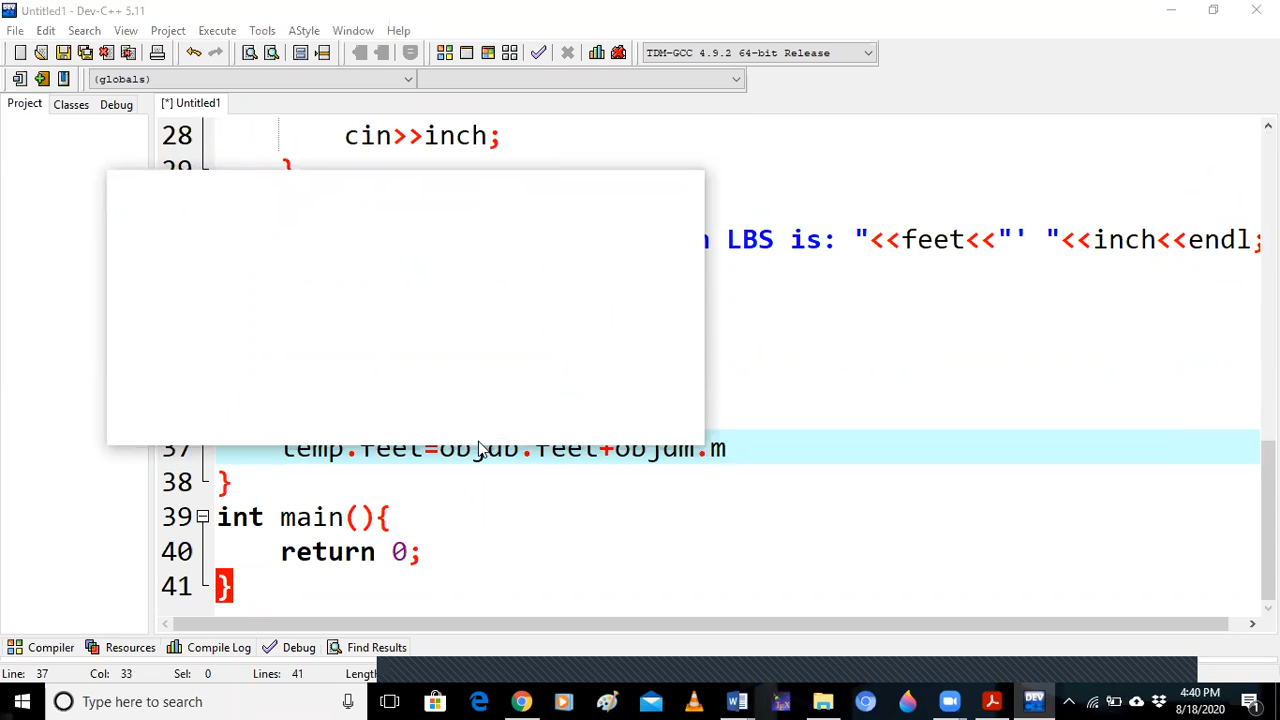 Untitled1 - Dev-C++ 5.11
File Edit Search View Project Execute Tools AStyle Window Help
TDM-GCC 4.9.2 64-bit Release
(globals)
Project Classes Debug [*] Untitled1
28 cin>>inch;
29 }
LBS is: "<<feet<<"' "<<inch<<endl;
37 temp.feet=objdb.feet+objdm.m
38 }
39 int main(){
40 return 0;
41 }
Compiler Resources Compile Log Debug Find Results
Line: 37 Col: 33 Sel: 0 Lines: 41
Type here to search
DEV
4:40 PM
8/18/2020